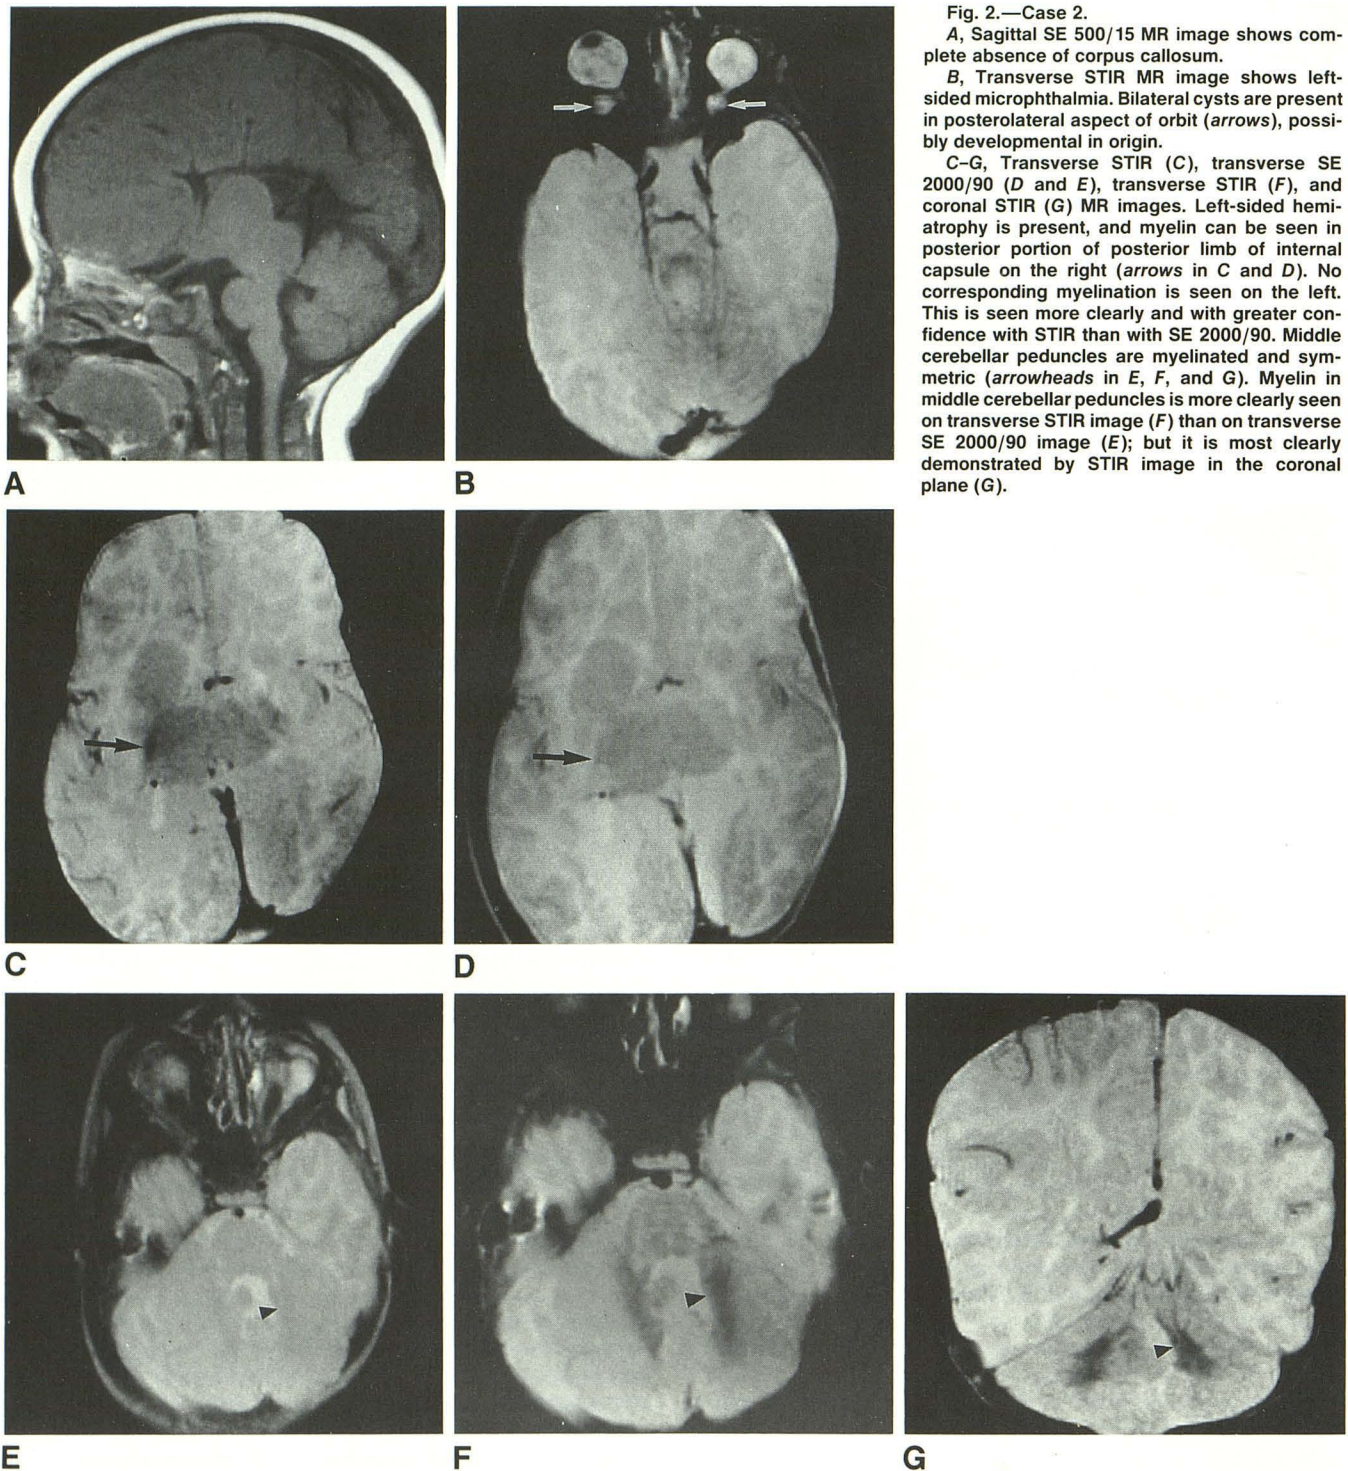 Fig. 2.—Case 2.
A, Sagittal SE 500/15 MR image shows com-
plete absence of corpus callosum.
B, Transverse STIR MR image shows left-
sided microphthalmia. Bilateral cysts are present
in posterolateral aspect of orbit (arrows), possi-
bly developmental in origin.
C–G, Transverse STIR (C), transverse SE
2000/90 (D and E), transverse STIR (F), and
coronal STIR (G) MR images. Left-sided hemi-
atrophy is present, and myelin can be seen in
posterior portion of posterior limb of internal
capsule on the right (arrows in C and D). No
corresponding myelination is seen on the left.
This is seen more clearly and with greater con-
fidence with STIR than with SE 2000/90. Middle
cerebellar peduncles are myelinated and sym-
metric (arrowheads in E, F, and G). Myelin in
middle cerebellar peduncles is more clearly seen
on transverse STIR image (F) than on transverse
SE 2000/90 image (E); but it is most clearly
demonstrated by STIR image in the coronal
plane (G).
A
B
C
D
E
F
G